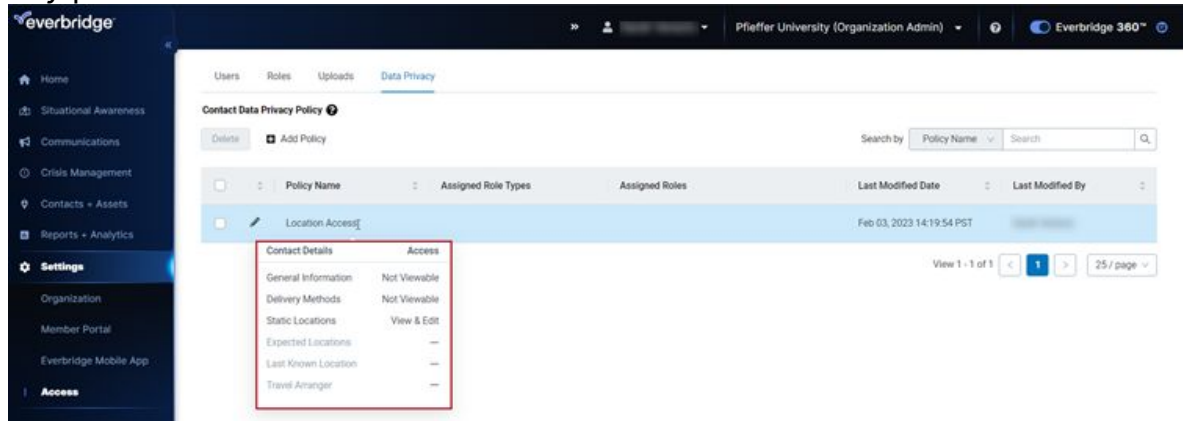 everbridge
Pfieffer University (Organization Admin)
Everbridge 360™
Home
Situational Awareness
Communications
Crisis Management
Contacts + Assets
Reports + Analytics
Settings
Organization
Member Portal
Everbridge Mobile App
Access
Users Roles Uploads Data Privacy
Contact Data Privacy Policy
Delete Add Policy
Search by Policy Name Search
Policy Name Assigned Role Types Assigned Roles Last Modified Date Last Modified By
Location Access Feb 03, 2023 14:19:54 PST
Contact Details Access
General Information Not Viewable
Delivery Methods Not Viewable
Static Locations View & Edit
Expected Locations —
Last Known Location —
Travel Arranger —
View 1 - 1 of 1 < 1 > 25 / page